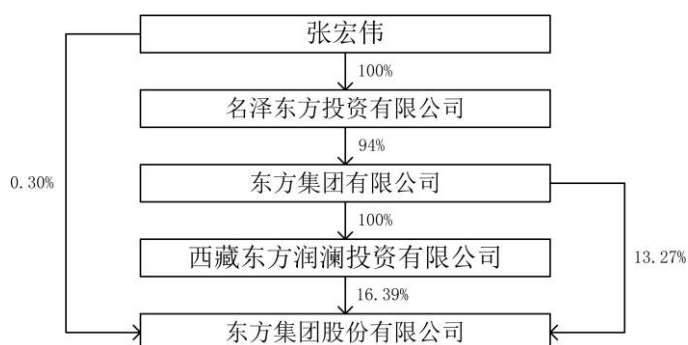 张宏伟
100%
名泽东方投资有限公司
94%
0.30%
东方集团有限公司
100%
西藏东方润澜投资有限公司
13.27%
16.39%
东方集团股份有限公司